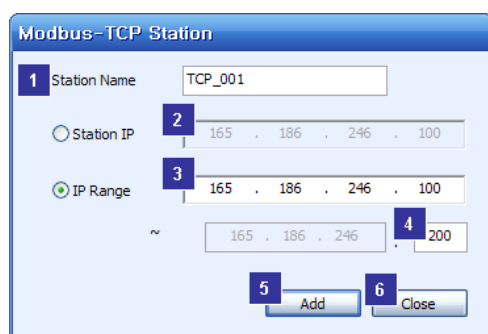 Modbus-TCP Station
1 Station Name TCP_001
Station IP 2 165 . 186 . 246 . 100
IP Range 3 165 . 186 . 246 . 100
~ 165 . 186 . 246 . 4 200
5 Add 6 Close